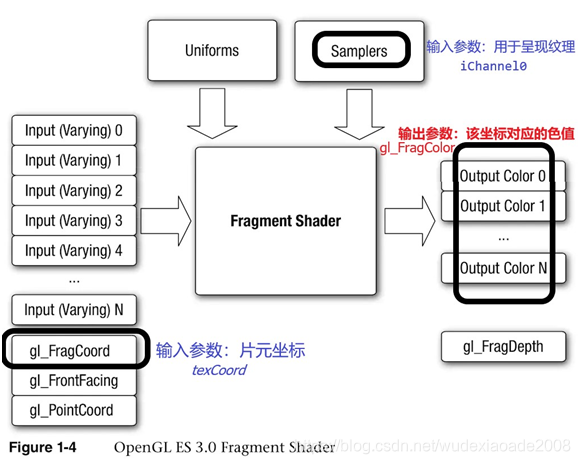 Uniforms
Samplers
输入参数：用于呈现纹理
iChannel0
输出参数：该坐标对应的色值
gl_FragColor
Input (Varying) 0
Input (Varying) 1
Input (Varying) 2
Input (Varying) 3
Input (Varying) 4
...
Input (Varying) N
gl_FragCoord
gl_FrontFacing
gl_PointCoord
输入参数：片元坐标
texCoord
Fragment Shader
Output Color 0
Output Color 1
...
Output Color N
gl_FragDepth
Figure 1-4 OpenGL ES 3.0 Fragment Shader
https://blog.csdn.net/wudexiaoade2008